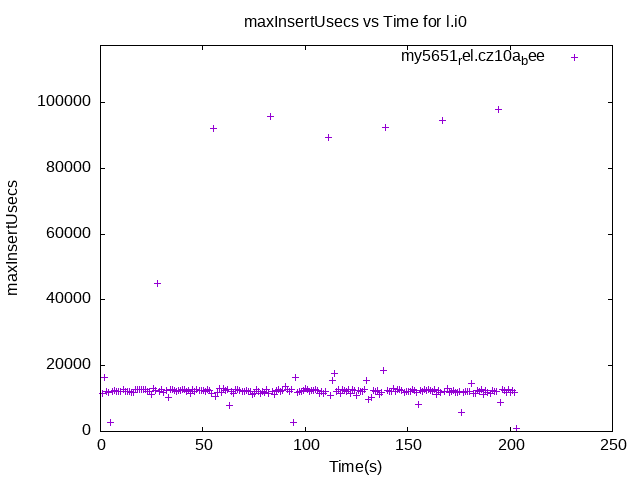 maxInsertUsecs vs Time for l.i0
my5651rel.cz10abee
100000
80000
60000
40000
20000
0
maxInsertUsecs
0 50 100 150 200 250
Time(s)